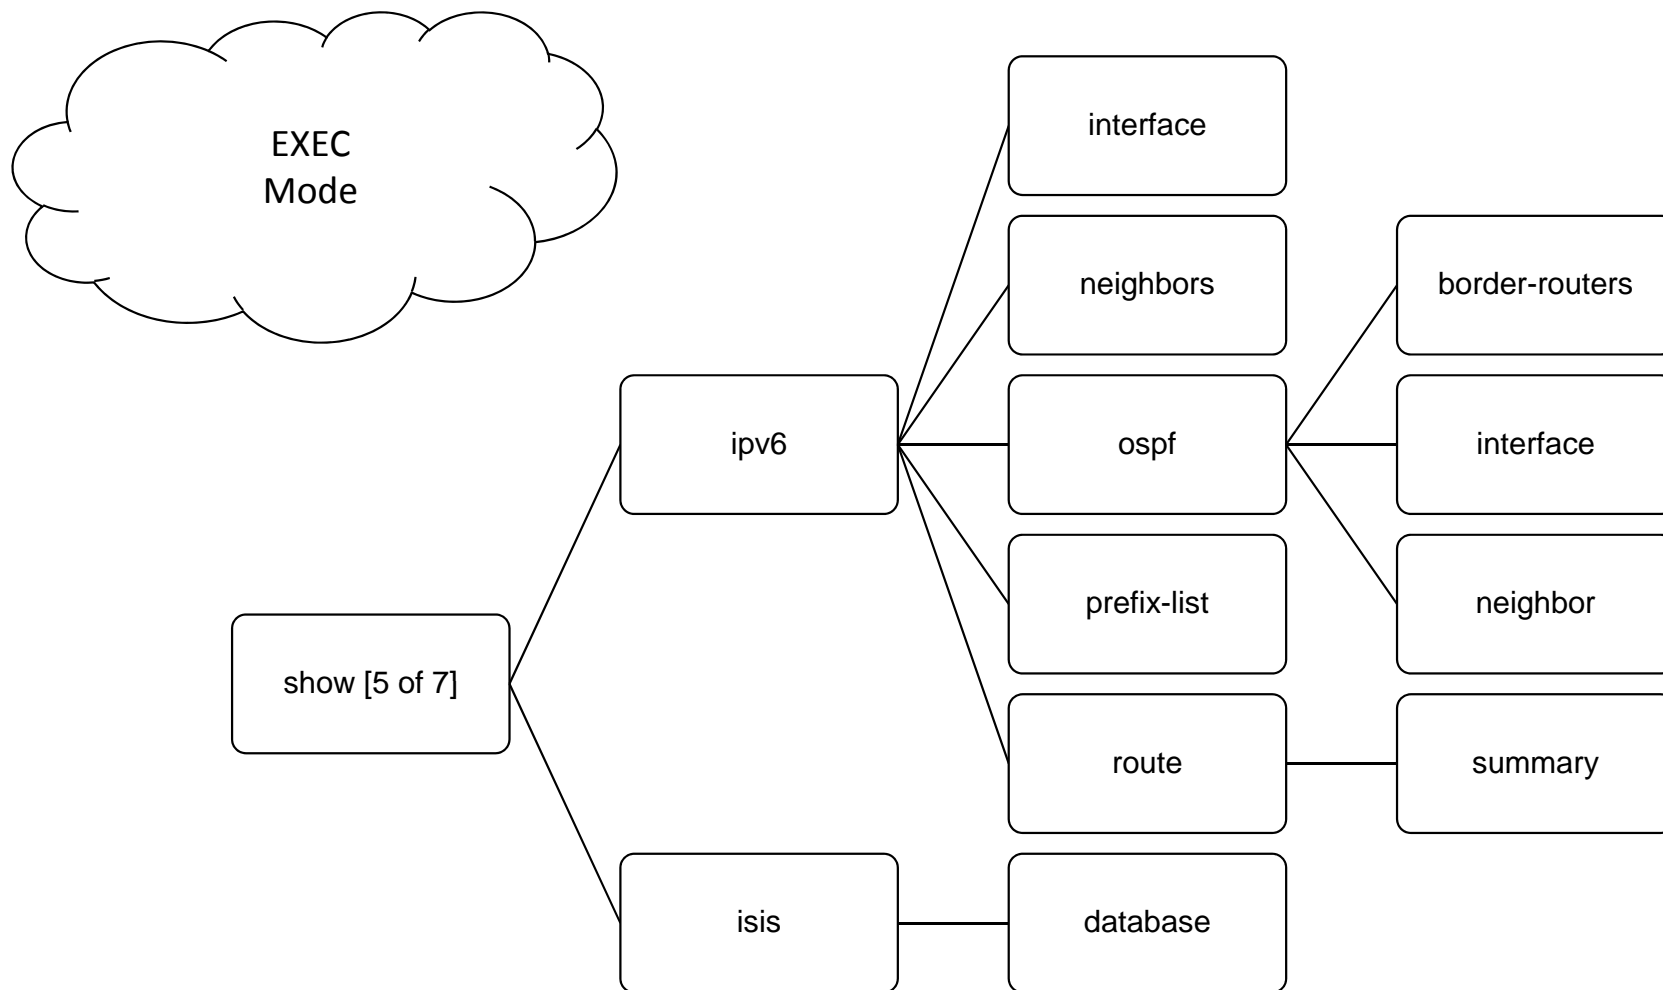 EXEC
Mode
interface
neighbors
border-routers
ipv6
ospf
interface
prefix-list
neighbor
show [5 of 7]
route
summary
isis
database